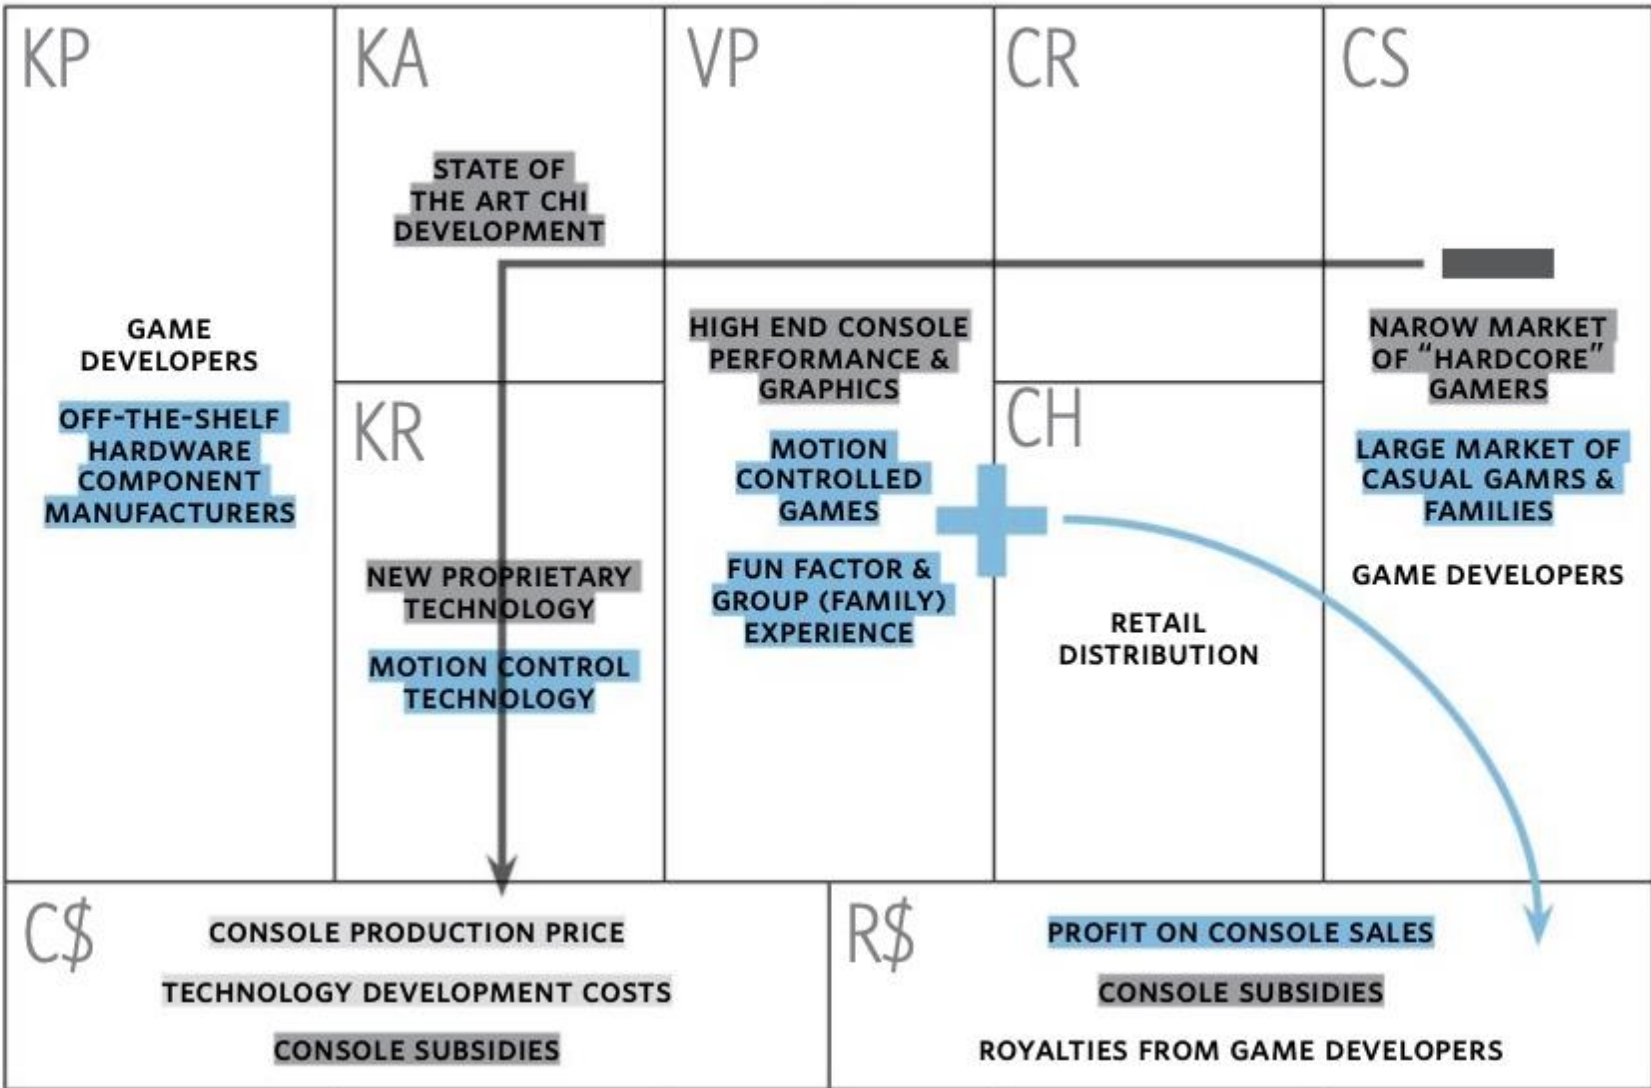 KP
GAME
DEVELOPERS
OFF-THE-SHELF
HARDWARE
COMPONENT
MANUFACTURERS
KA
STATE OF
THE ART CHI
DEVELOPMENT
KR
NEW PROPRIETARY
TECHNOLOGY
MOTION CONTROL
TECHNOLOGY
VP
HIGH END CONSOLE
PERFORMANCE &
GRAPHICS
MOTION
CONTROLLED
GAMES
FUN FACTOR &
GROUP (FAMILY)
EXPERIENCE
CR
CH
RETAIL
DISTRIBUTION
CS
NAROW MARKET
OF “HARDCORE”
GAMERS
LARGE MARKET OF
CASUAL GAMRS &
FAMILIES
GAME DEVELOPERS
C$
CONSOLE PRODUCTION PRICE
TECHNOLOGY DEVELOPMENT COSTS
CONSOLE SUBSIDIES
R$
PROFIT ON CONSOLE SALES
CONSOLE SUBSIDIES
ROYALTIES FROM GAME DEVELOPERS